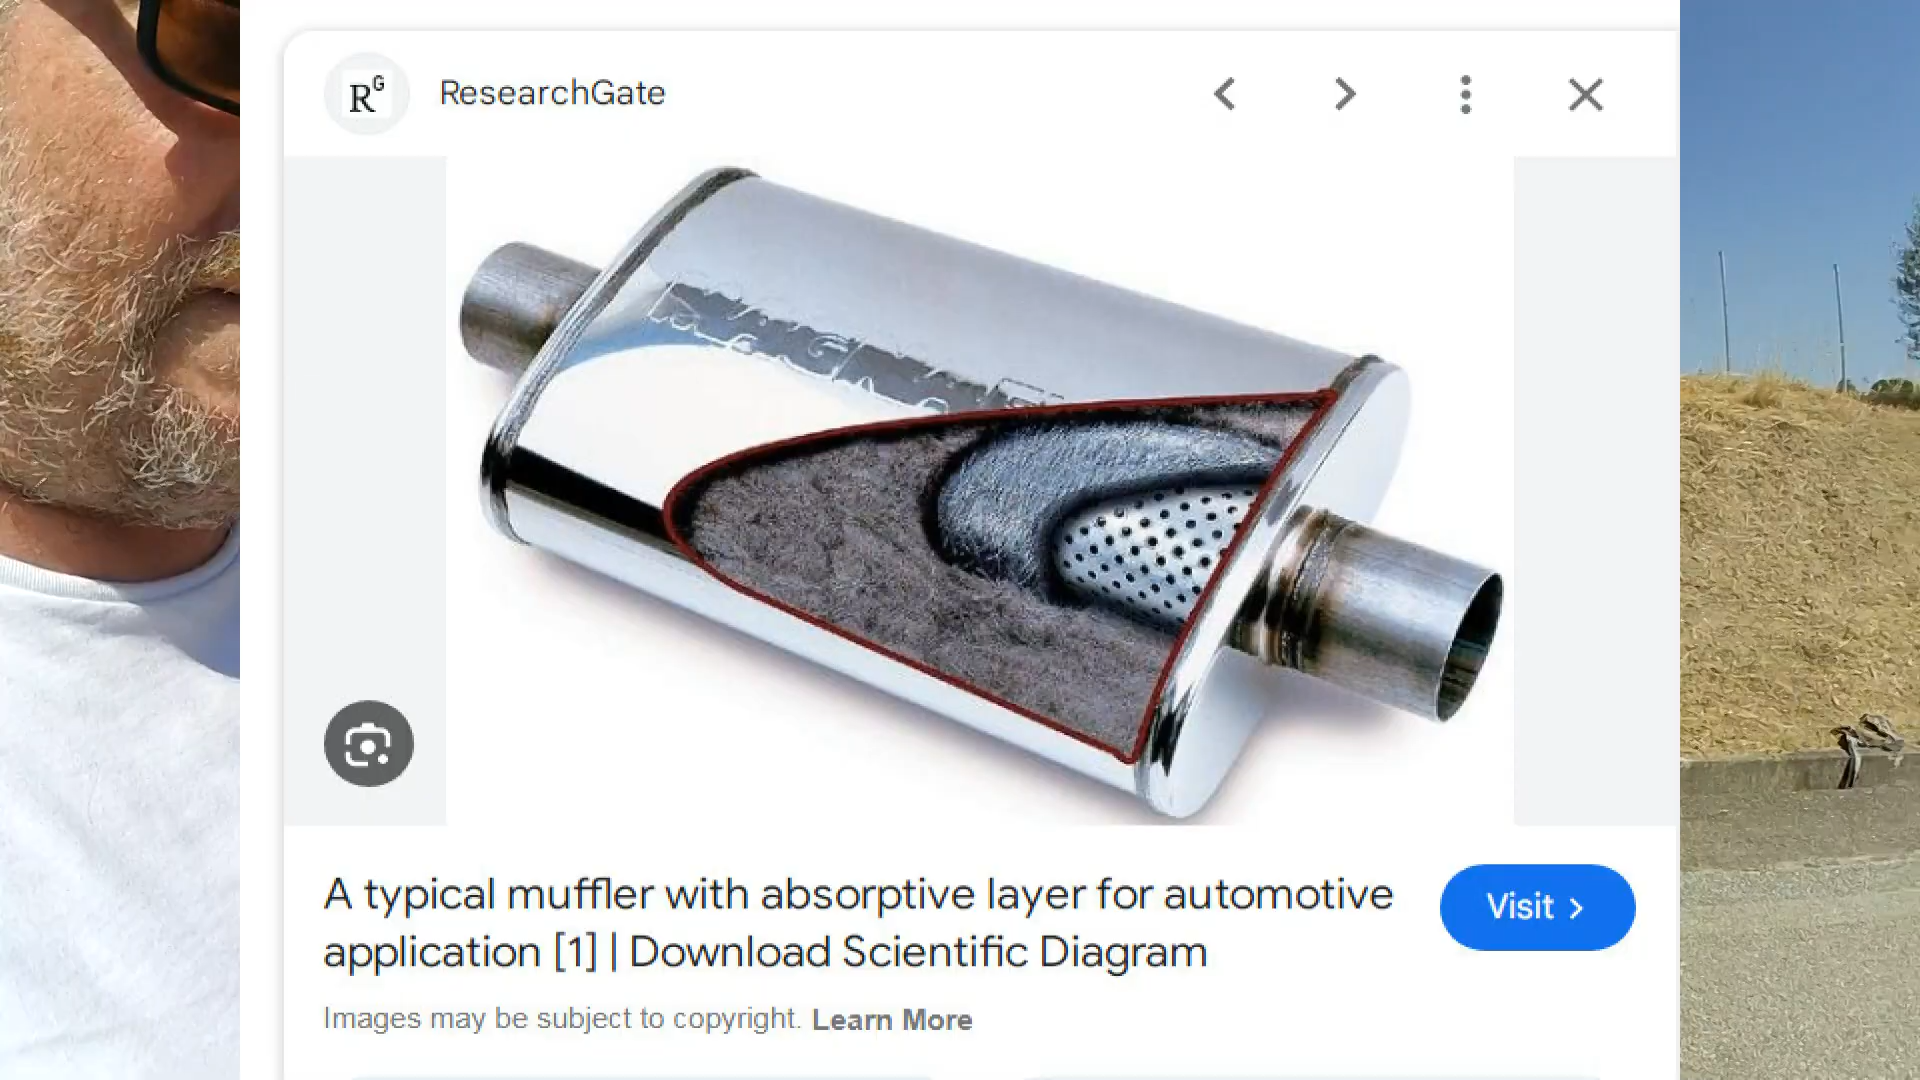 RG
ResearchGate
A typical muffler with absorptive layer for automotive
application [1] | Download Scientific Diagram
Visit
Images may be subject to copyright. Learn More